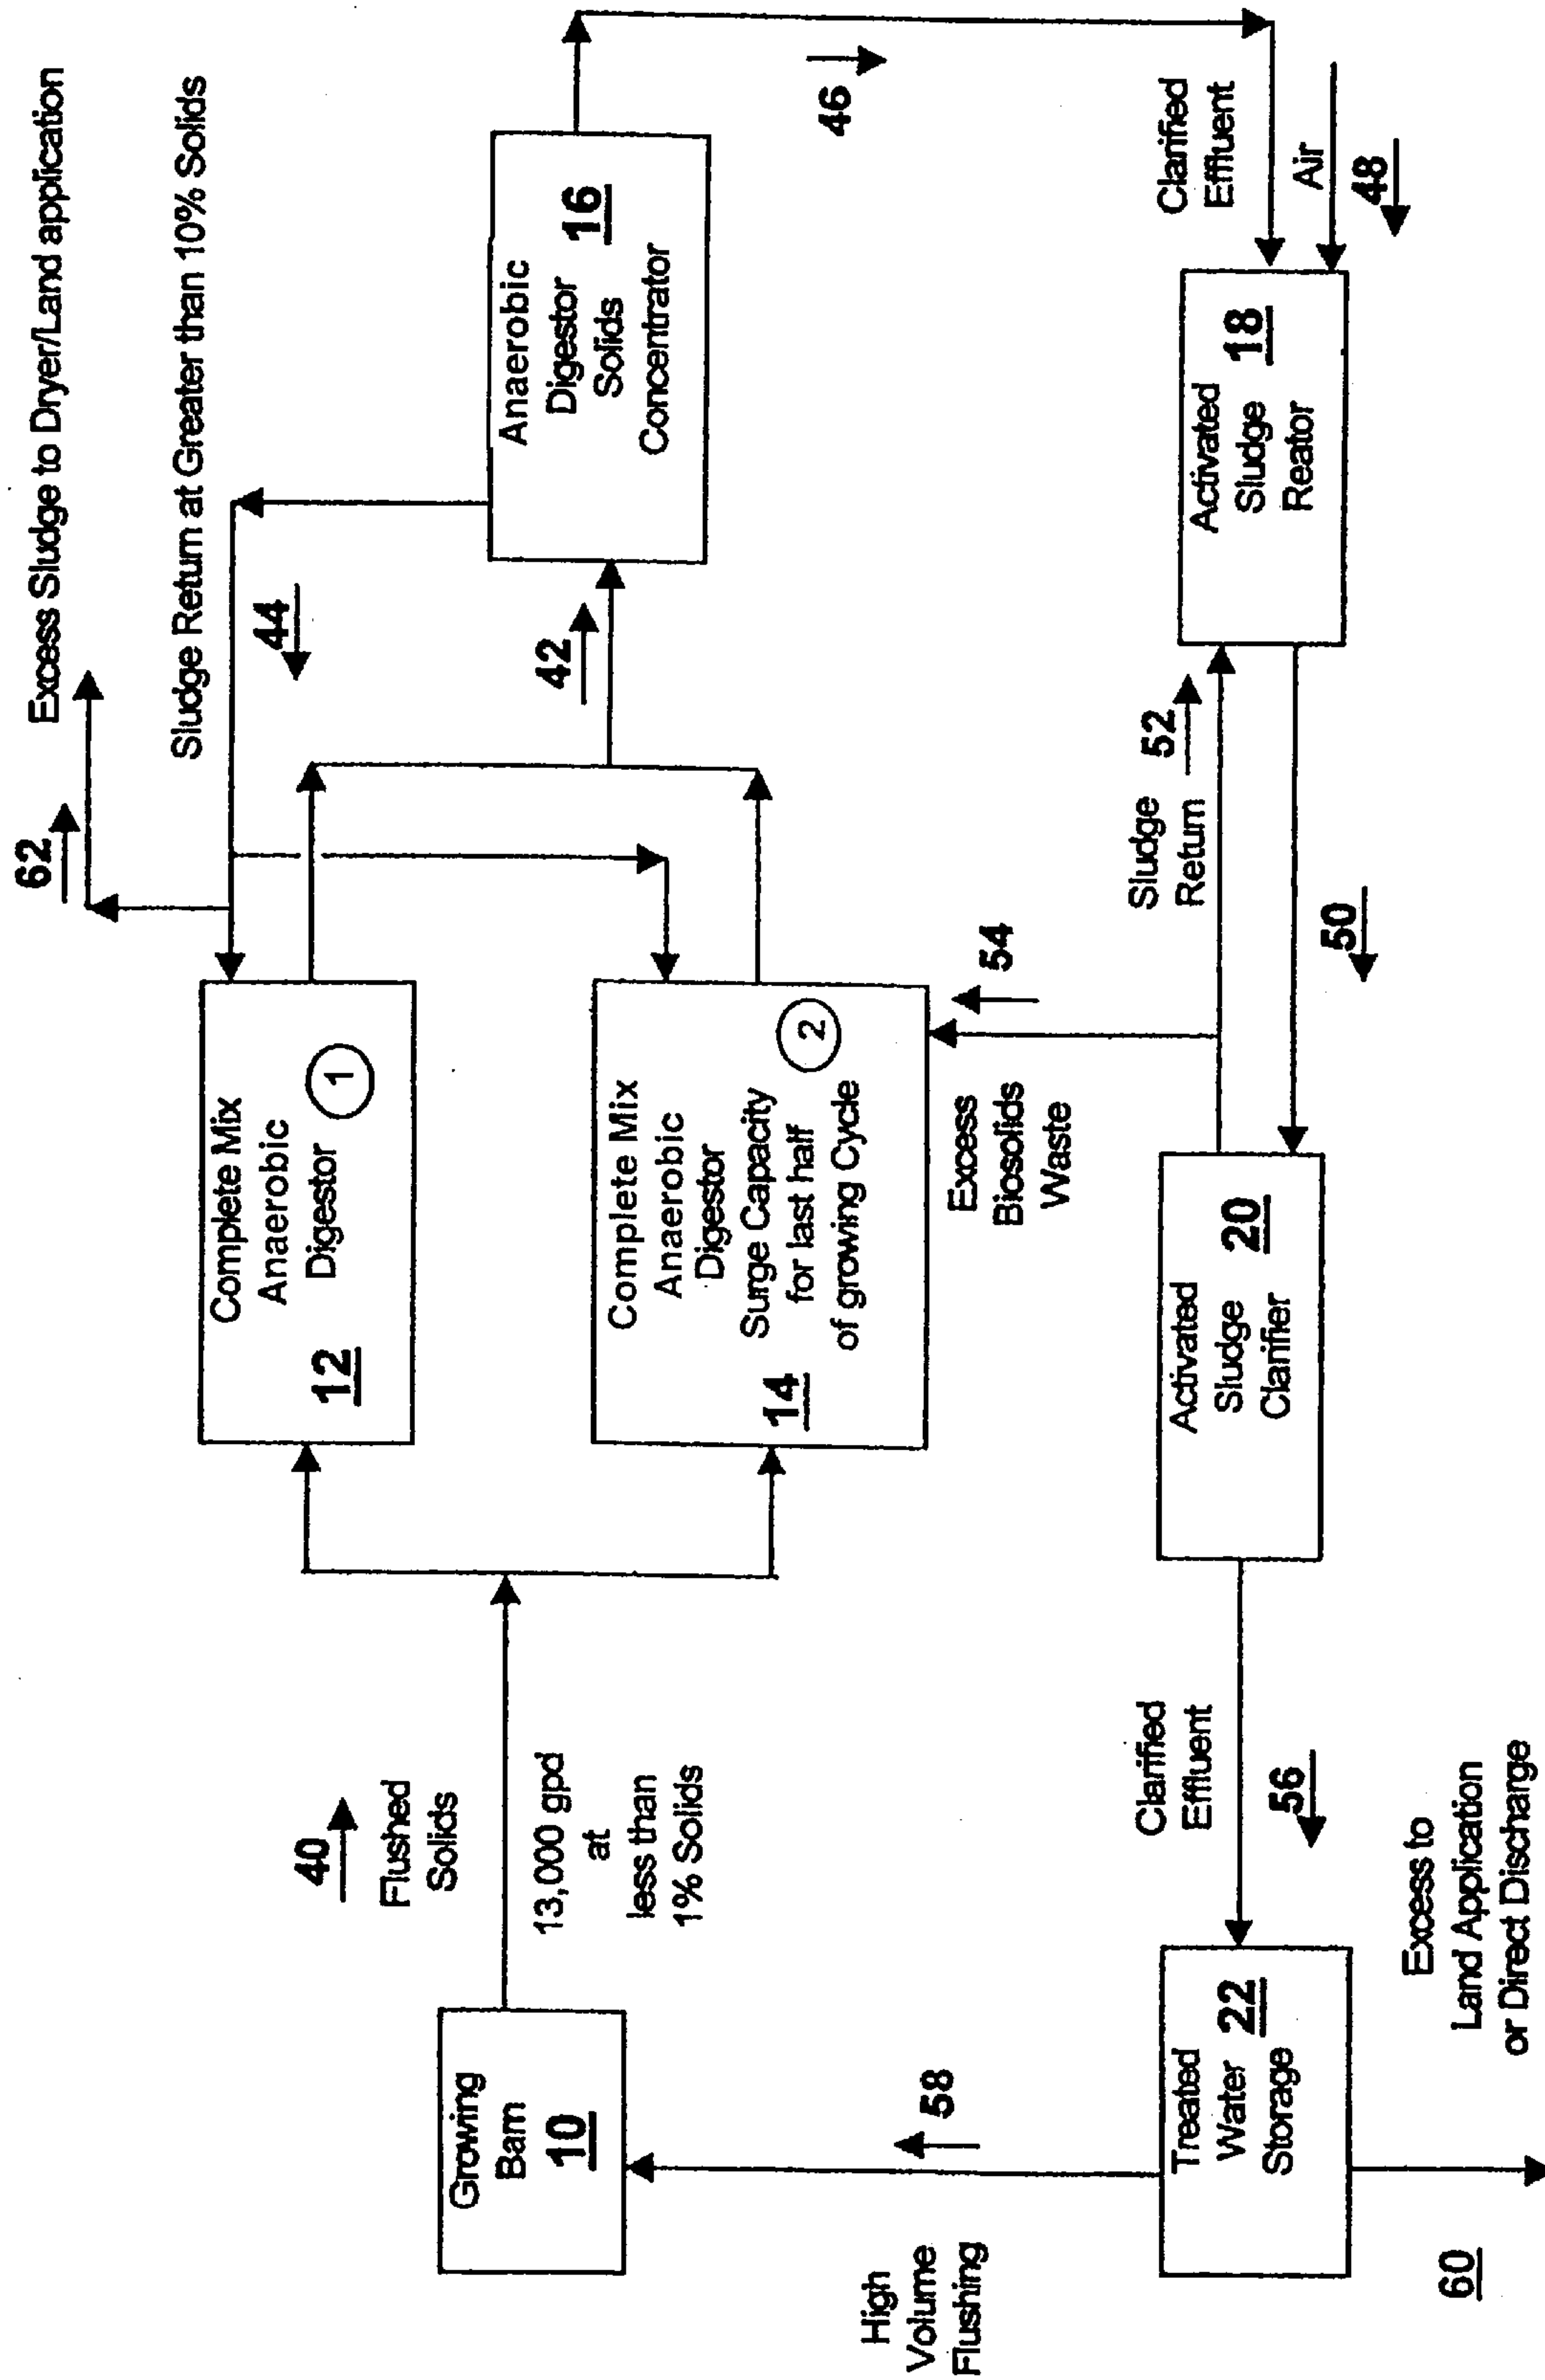 62
Excess Sludge to Dryer/Land application
Sludge Return at Greater than 10% Solids
44
40
Flushed
Solids
13,000 gpd
at
less than
1% Solids
Growing
Barn
10
Complete Mix
Anaerobic
Digestor
1
12
Complete Mix
Anaerobic
Digestor
Surge Capacity
for last half
of growing Cycle
2
14
42
Anaerobic
Digestor
Solids
Concentrator
16
46
High
Volume
Flushing
58
Excess
Biosolids
Waste
54
Clarified
Effluent
56
Sludge
Return
52
50
Clarified
Effluent
Air
48
Treated
Water
Storage
22
Activated
Sludge
Clarifier
20
Activated
Sludge
Reator
18
60
Excess to
Land Application
or Direct Discharge